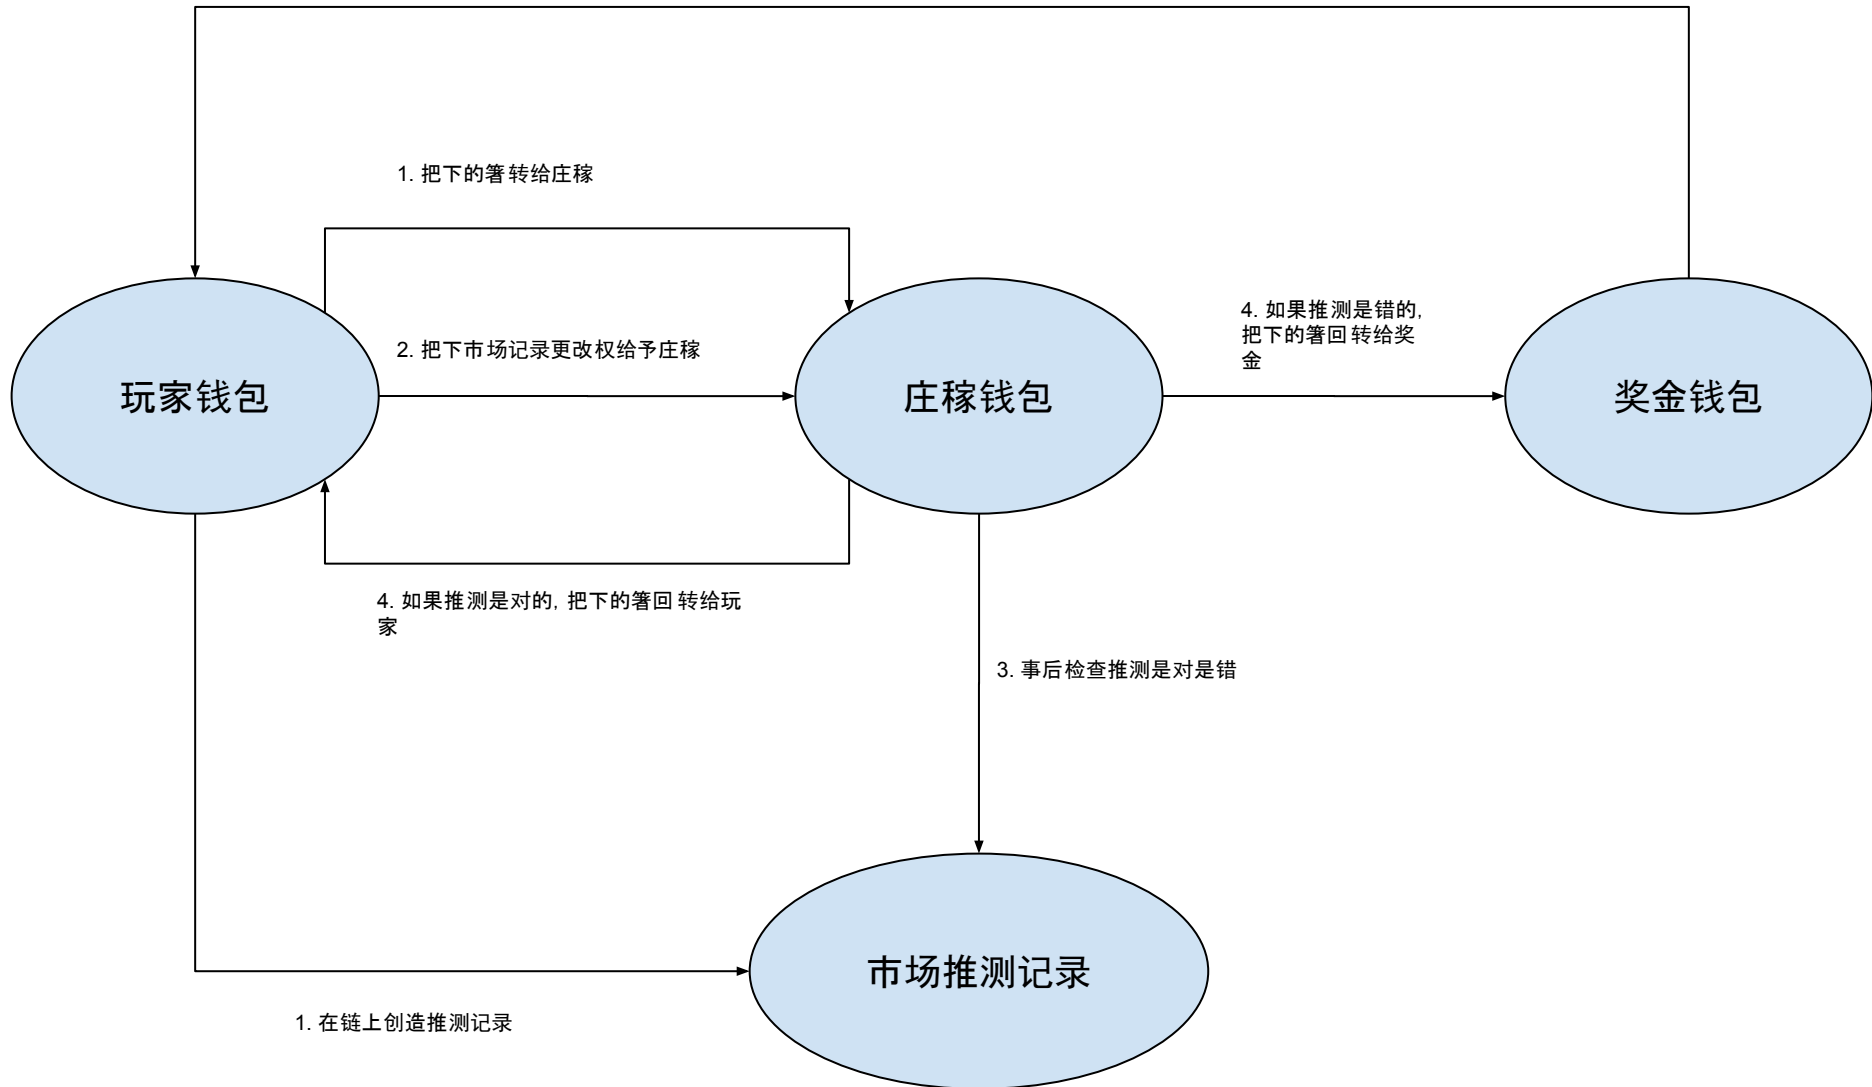 1. 把下的箸转给庄稼
4. 如果推测是错的,
把下的箸回转给奖
金
2. 把下市场记录更改权给予庄稼
玩家钱包
庄稼钱包
奖金钱包
4. 如果推测是对的, 把下的箸回转给玩
家
3. 事后检查推测是对是错
市场推测记录
1. 在链上创造推测记录